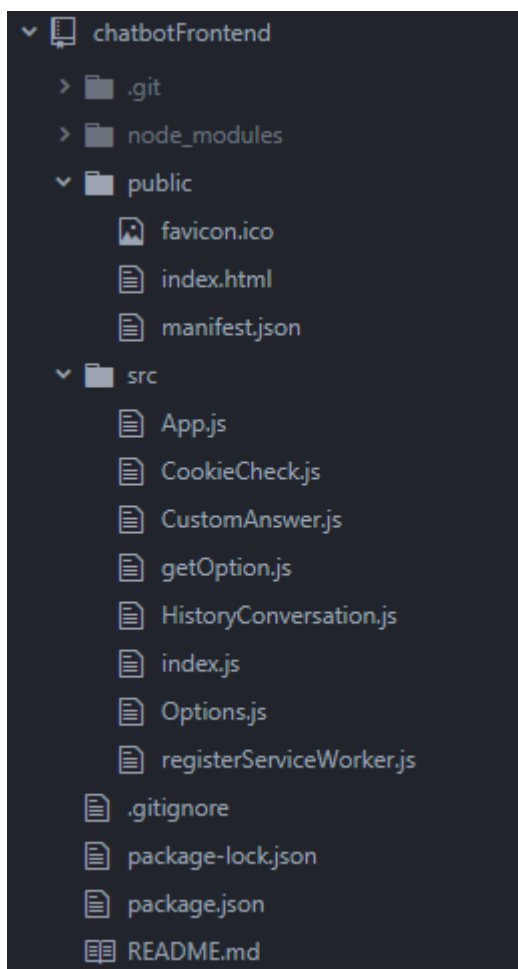 chatbotFrontend
.git
node_modules
public
favicon.ico
index.html
manifest.json
src
App.js
CookieCheck.js
CustomAnswer.js
getOption.js
HistoryConversation.js
index.js
Options.js
registerServiceWorker.js
.gitignore
package-lock.json
package.json
README.md